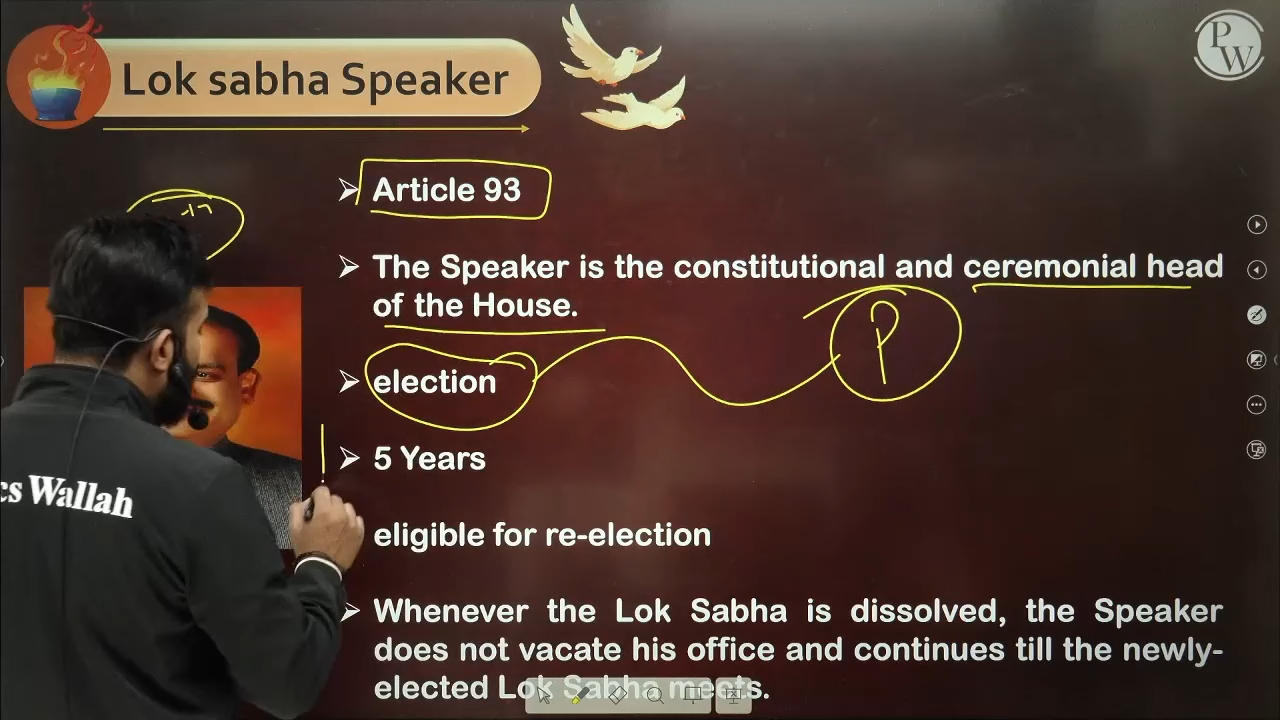 Lok sabha Speaker
PW
Article 93
The Speaker is the constitutional and ceremonial head
of the House.
P
election
5 Years
cs Wallah
eligible for re-election
Whenever the Lok Sabha is dissolved, the Speaker
does not vacate his office and continues till the newly-
elected Lok Sabha meets.